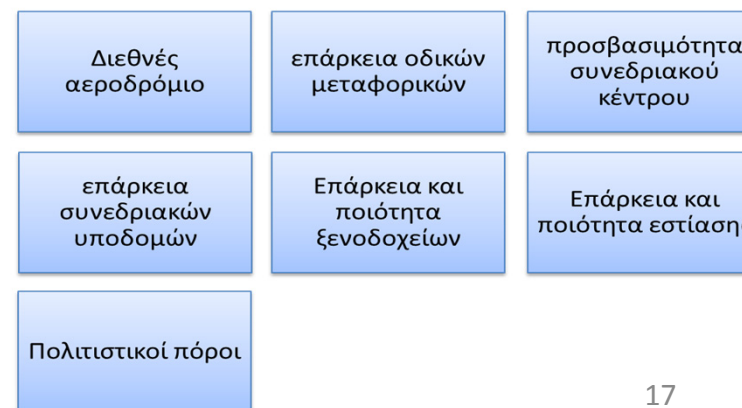 Διεθνές
αεροδρόμιο
επάρκεια οδικών
μεταφορικών
προσβασιμότητα
συνεδριακού
κέντρου
επάρκεια
συνεδριακών
υποδομών
Επάρκεια και
ποιότητα
ξενοδοχείων
Επάρκεια και
ποιότητα
Πολιτιστικοί πόροι
17